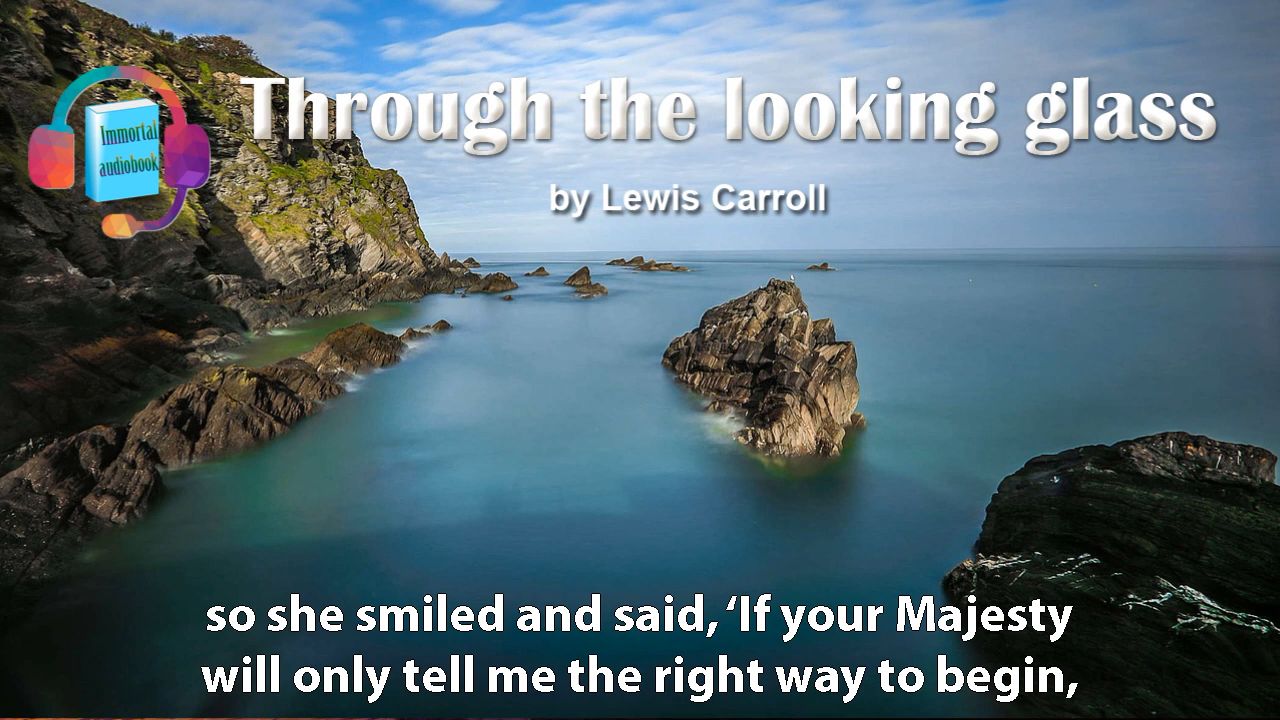 Through the looking glass
Immortal
audiobook
by Lewis Carroll
so she smiled and said, ‘If your Majesty
will only tell me the right way to begin,